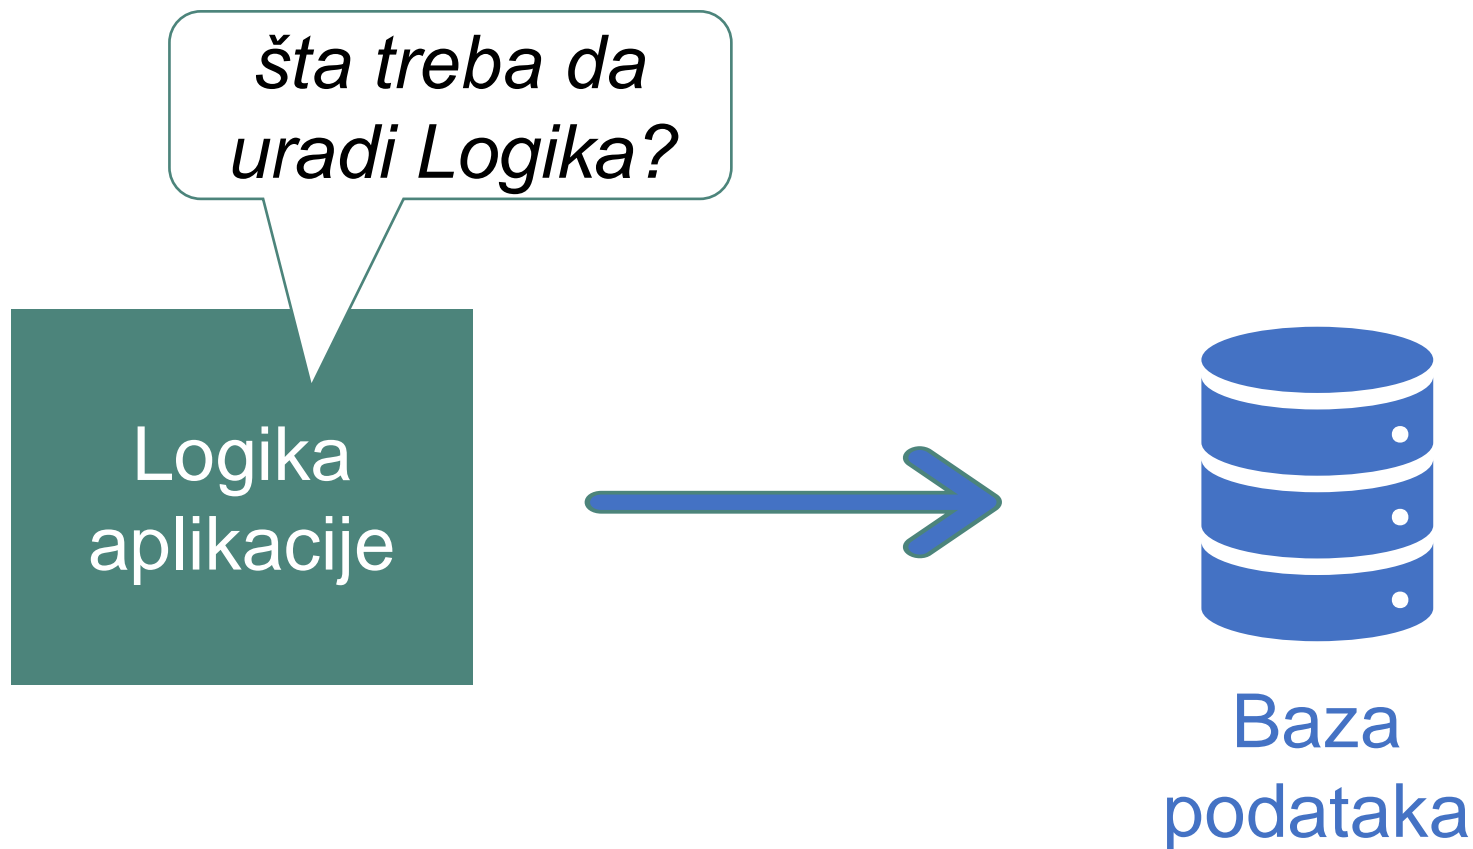 šta treba da
uradi Logika?
Logika
aplikacije
Baza
podataka